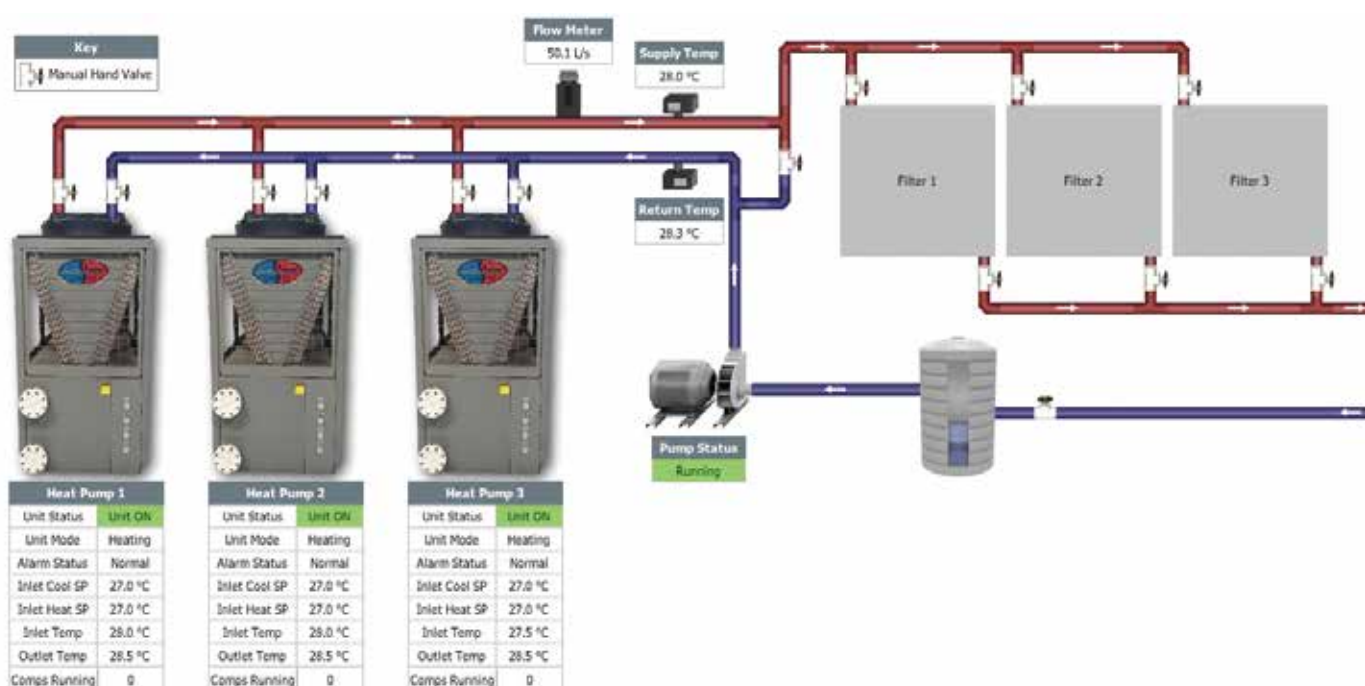 Key
Manual Hand Valve
Flow Meter
50.1 L/s
Supply Temp
28.0 °C
Return Temp
28.3 °C
Filter 1
Filter 2
Filter 3
Pump Status
Running
Heat Pump 1
Unit Status Unit ON
Unit Mode Heating
Alarm Status Normal
Inlet Cool SP 27.0 °C
Inlet Heat SP 27.0 °C
Inlet Temp 28.0 °C
Outlet Temp 28.5 °C
Comps Running 0
Heat Pump 2
Unit Status Unit ON
Unit Mode Heating
Alarm Status Normal
Inlet Cool SP 27.0 °C
Inlet Heat SP 27.0 °C
Inlet Temp 28.0 °C
Outlet Temp 28.5 °C
Comps Running 0
Heat Pump 3
Unit Status Unit ON
Unit Mode Heating
Alarm Status Normal
Inlet Cool SP 27.0 °C
Inlet Heat SP 27.0 °C
Inlet Temp 27.5 °C
Outlet Temp 28.5 °C
Comps Running 0